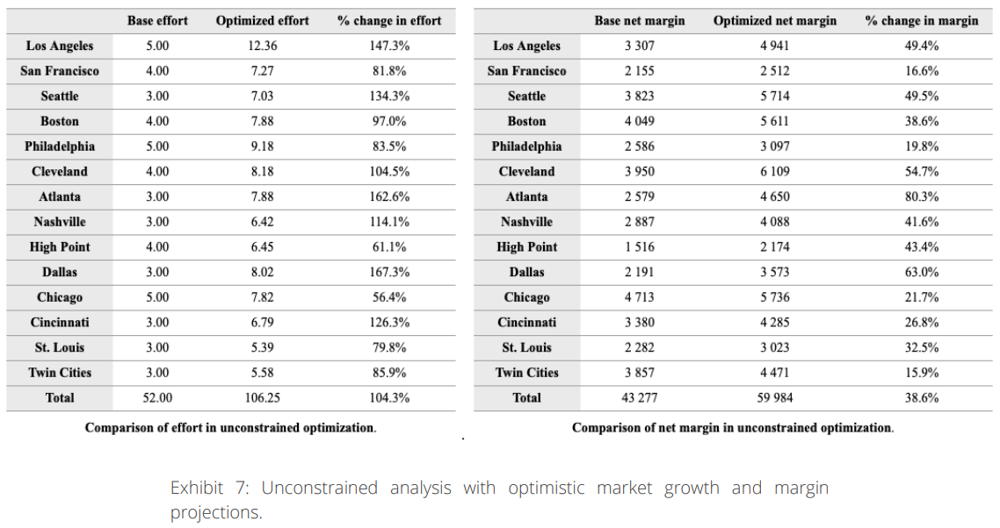 Base effort Optimized effort % change in effort
Los Angeles 5.00 12.36 147.3%
San Francisco 4.00 7.27 81.8%
Seattle 3.00 7.03 134.3%
Boston 4.00 7.88 97.0%
Philadelphia 5.00 9.18 83.5%
Cleveland 4.00 8.18 104.5%
Atlanta 3.00 7.88 162.6%
Nashville 3.00 6.42 114.1%
High Point 4.00 6.45 61.1%
Dallas 3.00 8.02 167.3%
Chicago 5.00 7.82 56.4%
Cincinnati 3.00 6.79 126.3%
St. Louis 3.00 5.39 79.8%
Twin Cities 3.00 5.58 85.9%
Total 52.00 106.25 104.3%
Comparison of effort in unconstrained optimization.
Base net margin Optimized net margin % change in margin
Los Angeles 3 307 4 941 49.4%
San Francisco 2 155 2 512 16.6%
Seattle 3 823 5 714 49.5%
Boston 4 049 5 611 38.6%
Philadelphia 2 586 3 097 19.8%
Cleveland 3 950 6 109 54.7%
Atlanta 2 579 4 650 80.3%
Nashville 2 887 4 088 41.6%
High Point 1 516 2 174 43.4%
Dallas 2 191 3 573 63.0%
Chicago 4 713 5 736 21.7%
Cincinnati 3 380 4 285 26.8%
St. Louis 2 282 3 023 32.5%
Twin Cities 3 857 4 471 15.9%
Total 43 277 59 984 38.6%
Comparison of net margin in unconstrained optimization.
Exhibit 7: Unconstrained analysis with optimistic market growth and margin
projections.